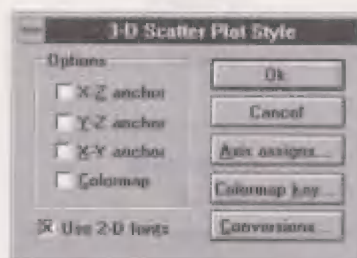 3-D Scatter Plot Style
Options
X-Z anchor
Y-Z anchor
X-Y anchor
Colormap
Use 2-D fonts
Ok
Cancel
Axis assigns...
Colormap key...
Conversions...